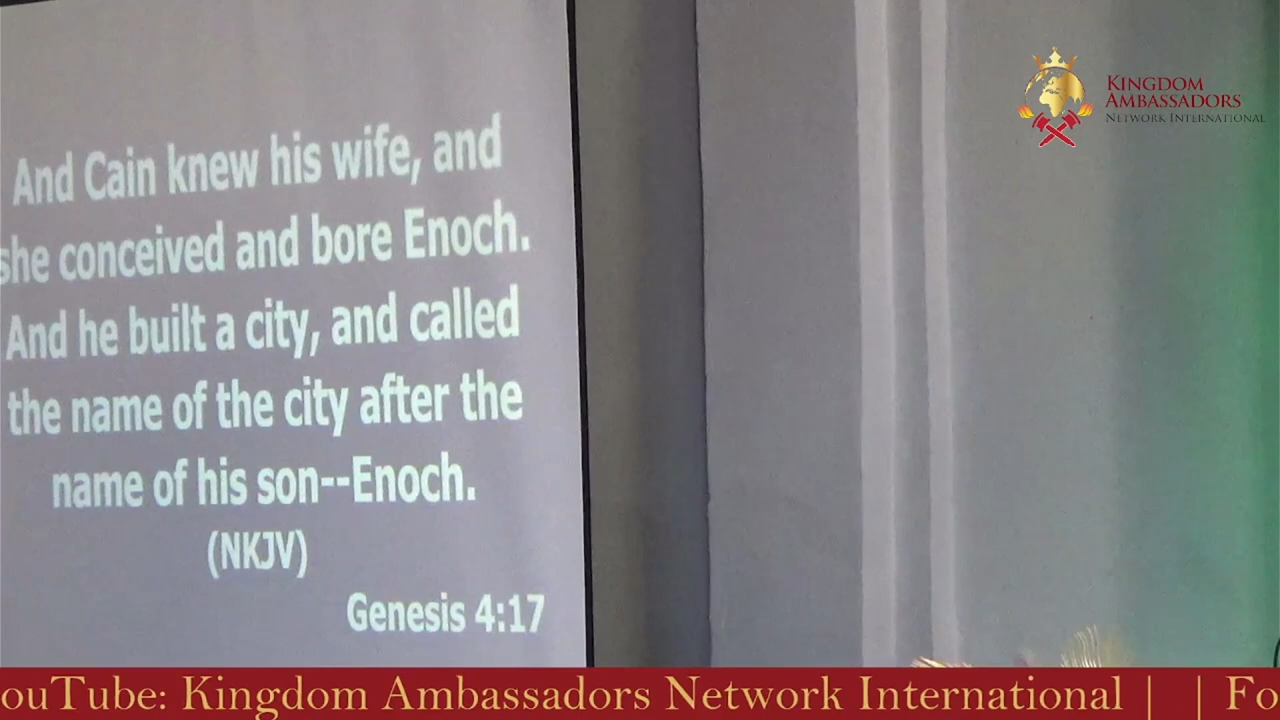 And Cain knew his wife, and
she conceived and bore Enoch.
And he built a city, and called
the name of the city after the
name of his son--Enoch.
(NKJV)
Genesis 4:17
KINGDOM
AMBASSADORS
NETWORK INTERNATIONAL
ouTube: Kingdom Ambassadors Network International | | Fo